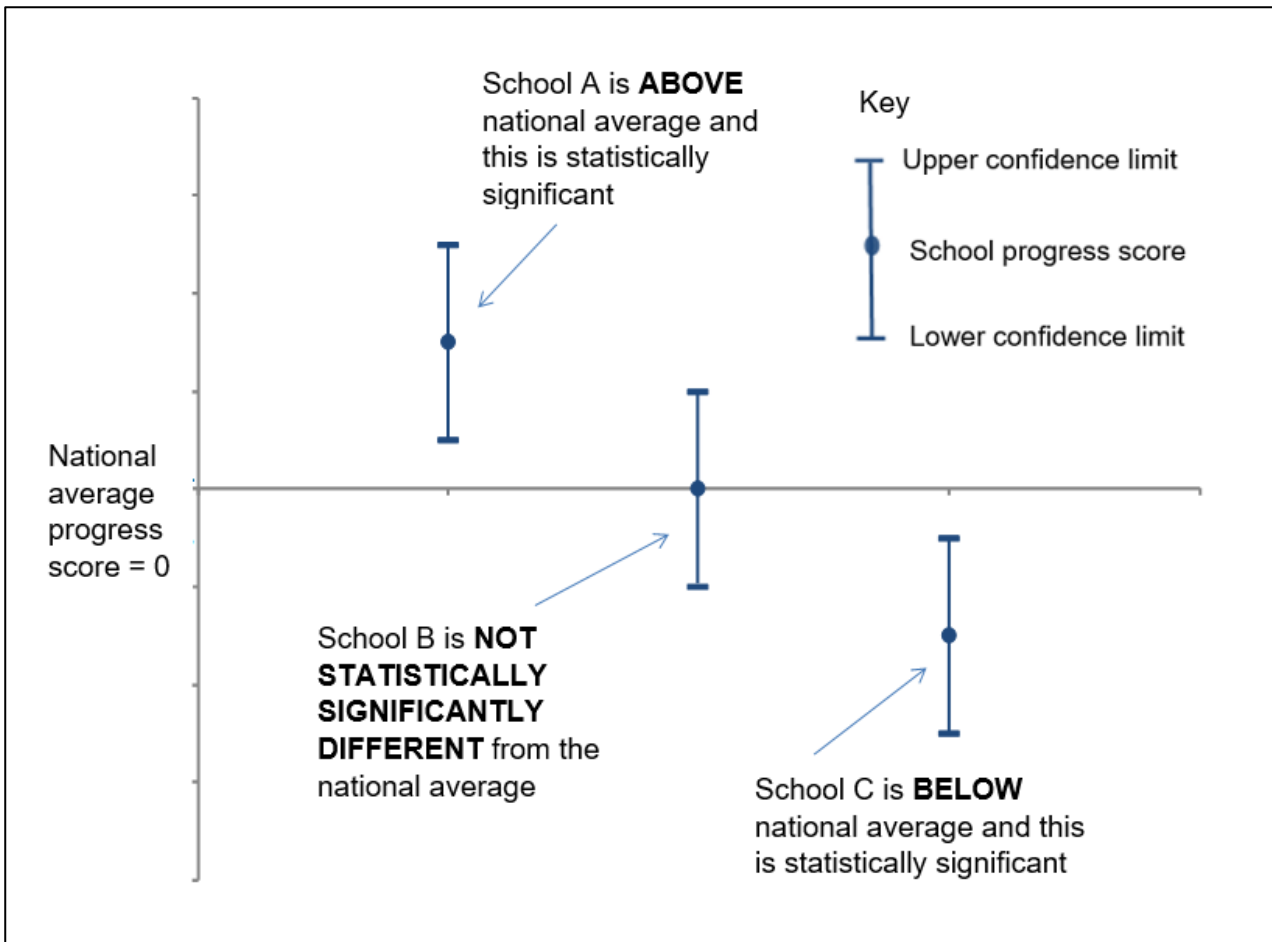 School A is ABOVE
national average and
this is statistically
significant
Key
Upper confidence limit
School progress score
Lower confidence limit
National
average
progress
score = 0
School B is NOT
STATISTICALLY
SIGNIFICANTLY
DIFFERENT from the
national average
School C is BELOW
national average and this
is statistically significant